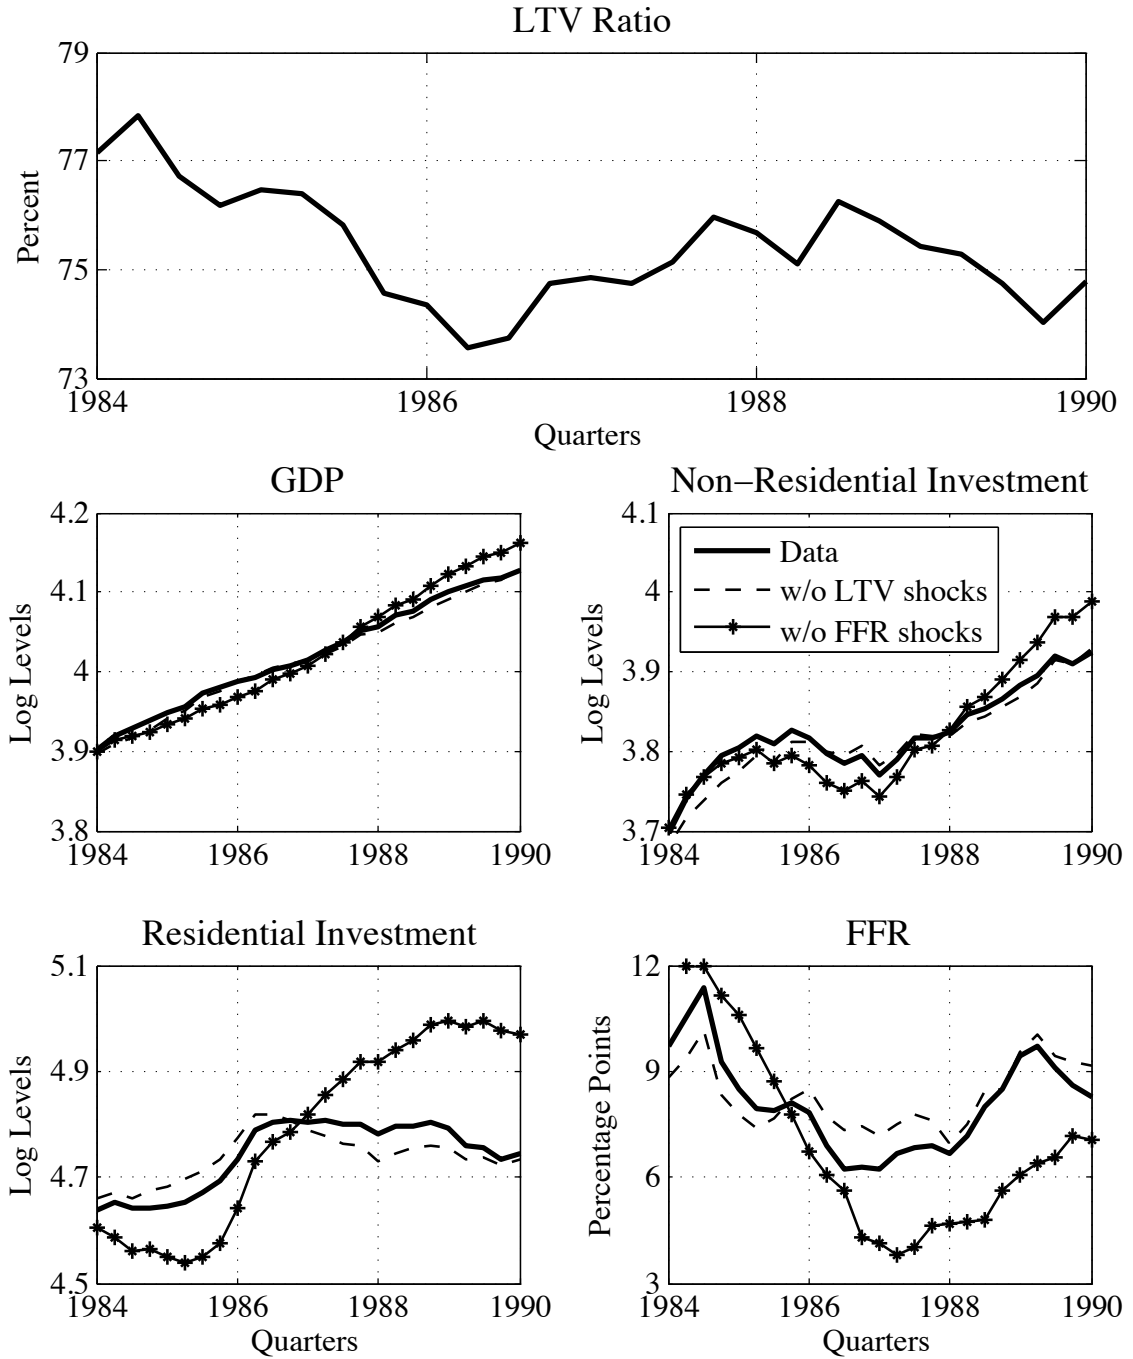 LTV Ratio
79
77
75
73
Percent
1984 1986 1988 1990
Quarters
GDP
4.2
4.1
4
3.9
3.8
Log Levels
1984 1986 1988 1990
Non−Residential Investment
4.1
4
3.9
3.8
3.7
Log Levels
Data
w/o LTV shocks
w/o FFR shocks
1984 1986 1988 1990
Residential Investment
5.1
4.9
4.7
4.5
Log Levels
1984 1986 1988 1990
Quarters
FFR
12
9
6
3
Percentage Points
1984 1986 1988 1990
Quarters